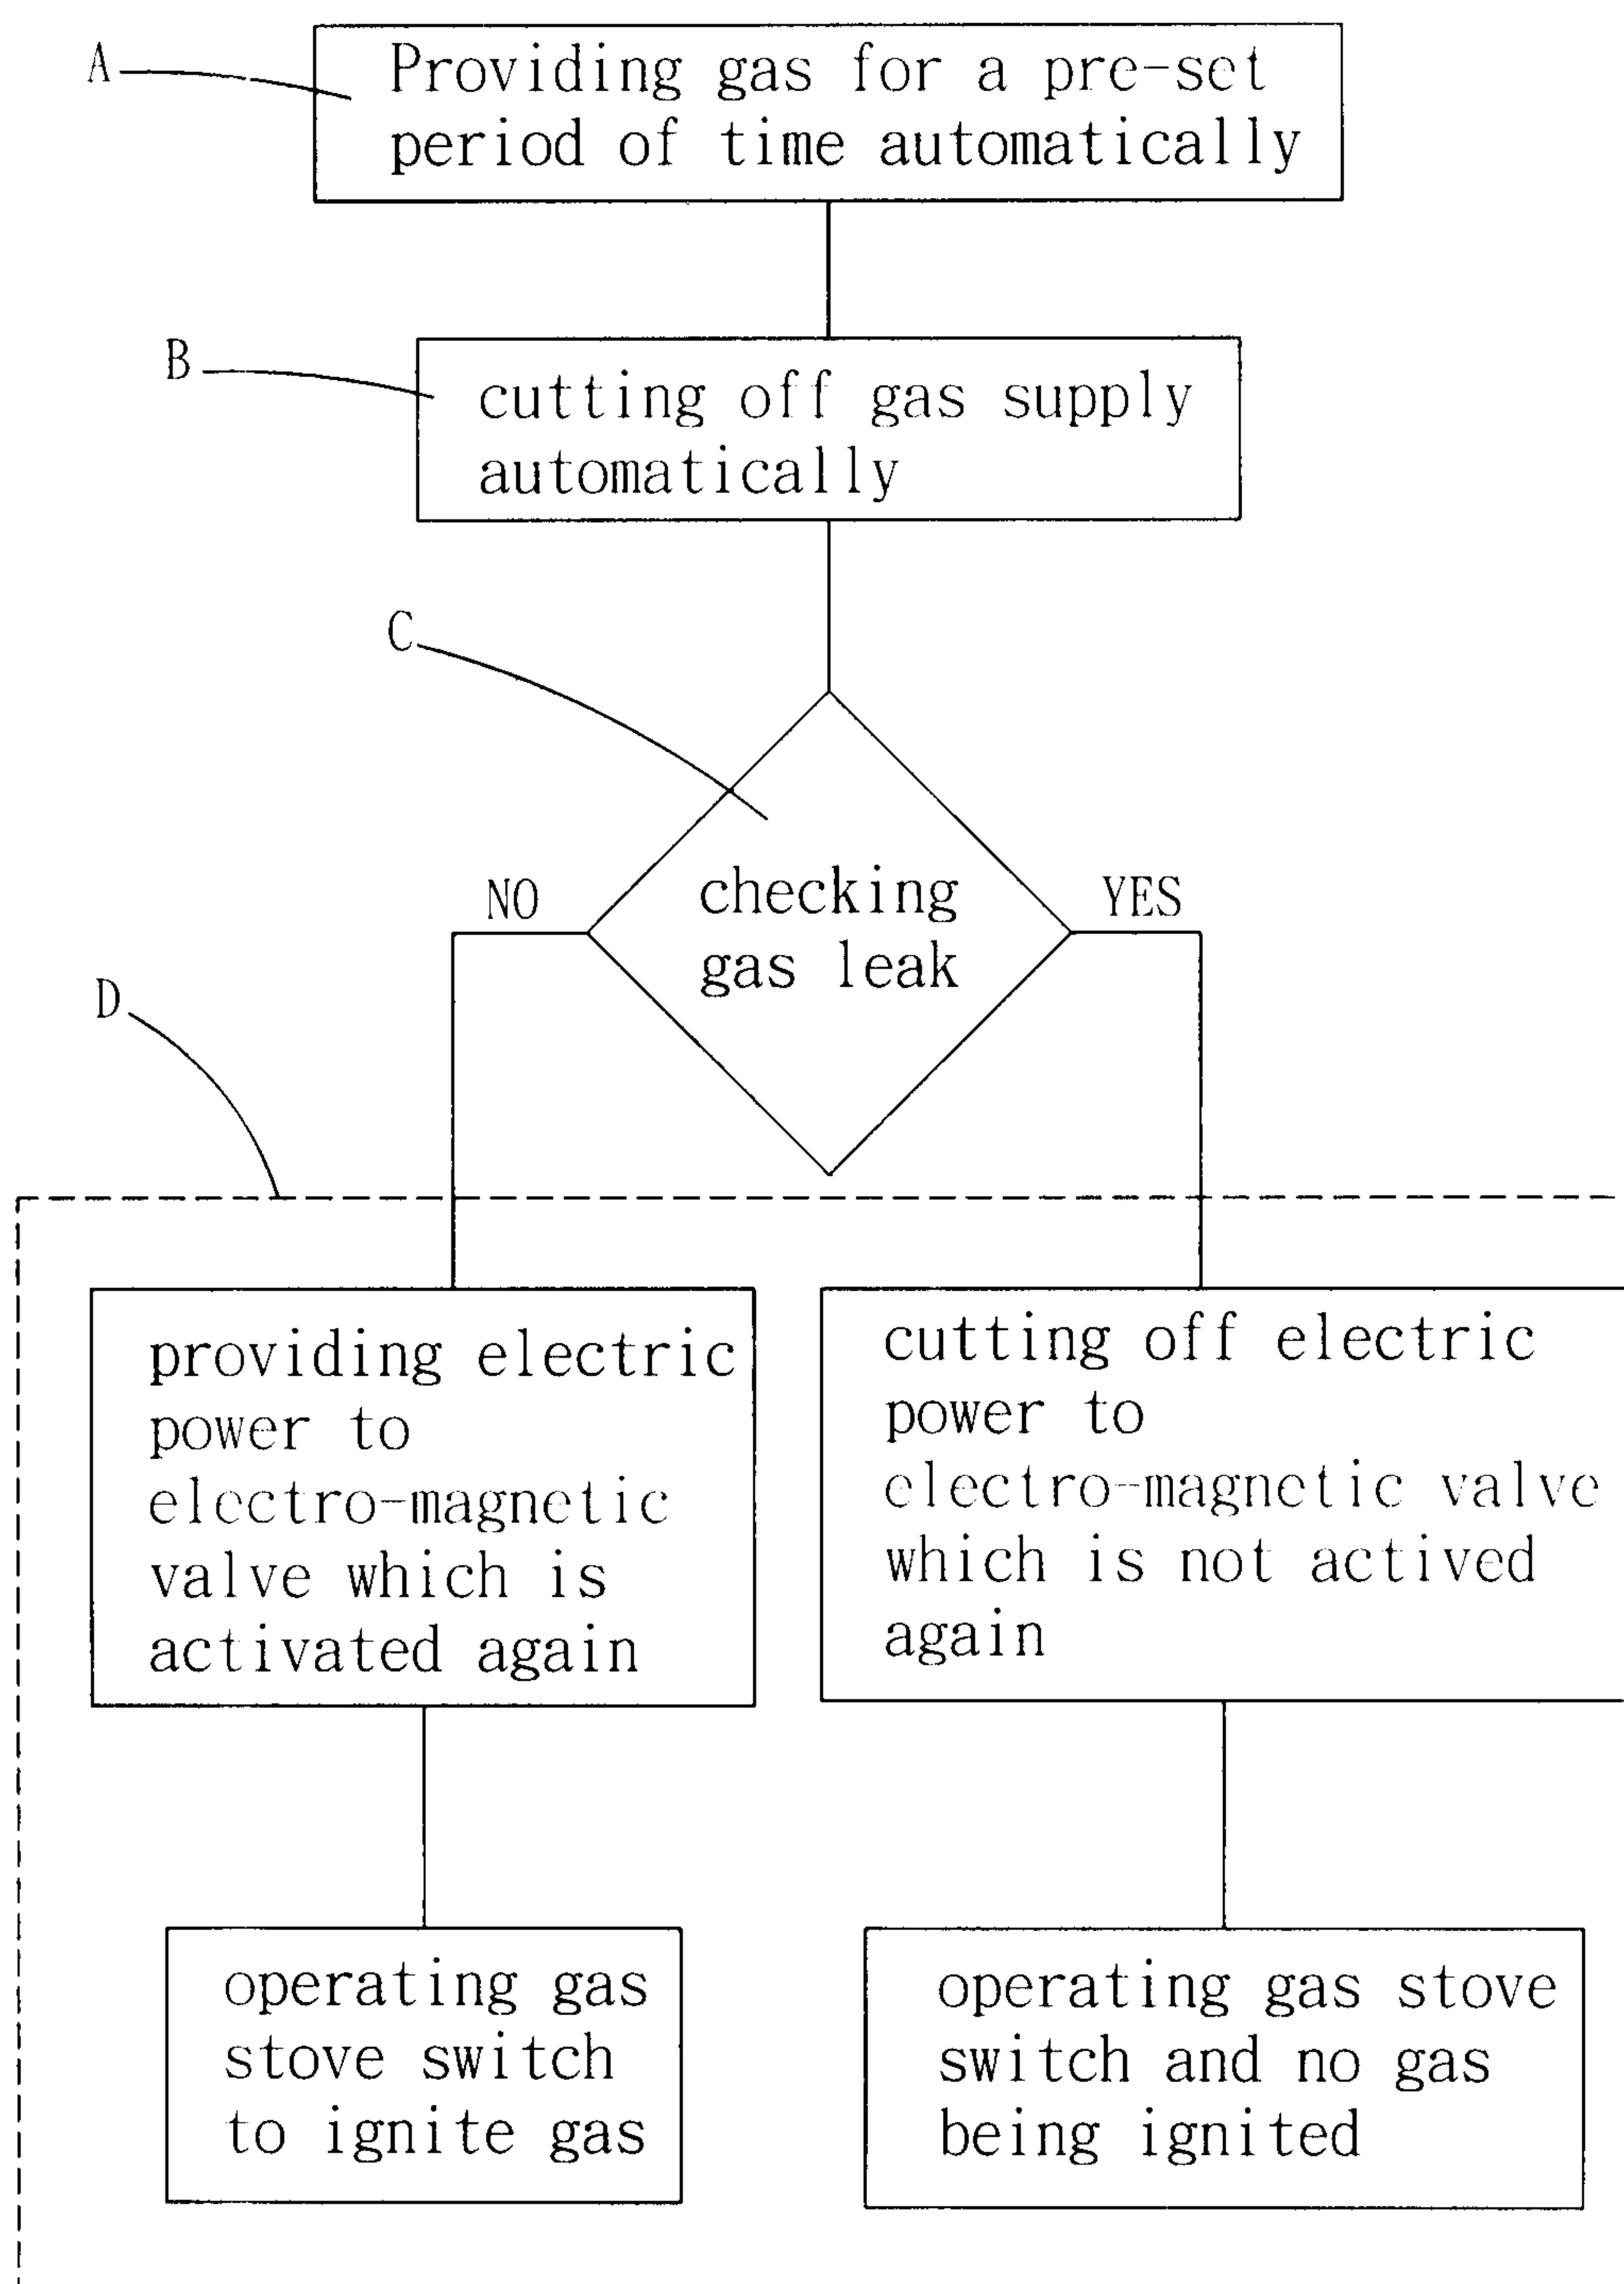 A
Providing gas for a pre-set
period of time automatically
B
cutting off gas supply
automatically
C
checking
gas leak
NO
YES
D
providing electric
power to
electro-magnetic
valve which is
activated again
cutting off electric
power to
electro-magnetic valve
which is not actived
again
operating gas
stove switch
to ignite gas
operating gas stove
switch and no gas
being ignited